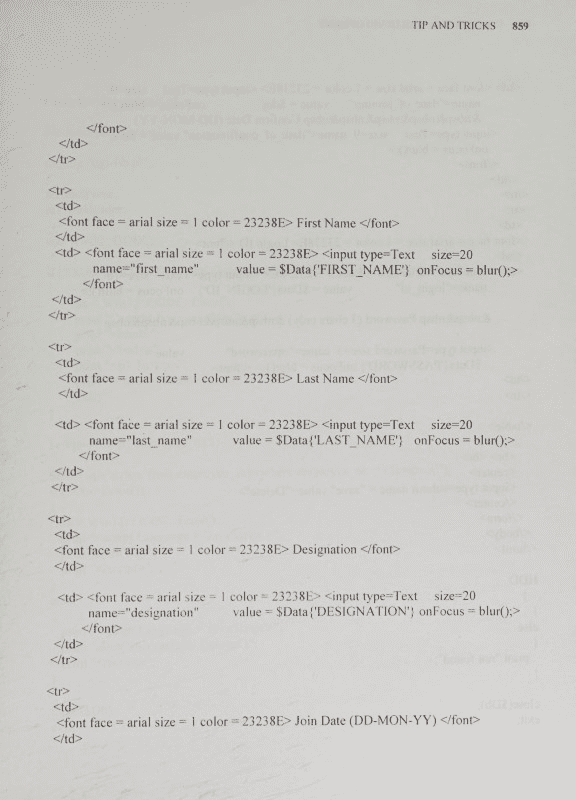 TIP AND TRICKS 859
</font>
</td>
</tr>
<tr>
<td>
<font face = arial size = 1 color = 23238E> First Name </font>
</td>
<td> <font face = arial size = 1 color = 23238E> <input type=Text size=20
name="first_name" value = $Data{'FIRST_NAME'} onFocus = blur();>
</font>
</td>
</tr>
<tr>
<td>
<font face = arial size = 1 color = 23238E> Last Name </font>
</td>
<td> <font face = arial size = 1 color = 23238E> <input type=Text size=20
name="last_name" value = $Data{'LAST_NAME'} onFocus = blur();>
</font>
</td>
</tr>
<tr>
<td>
<font face = arial size = 1 color = 23238E> Designation </font>
</td>
<td> <font face = arial size = 1 color = 23238E> <input type=Text size=20
name="designation" value = $Data{'DESIGNATION'} onFocus = blur();>
</font>
</td>
</tr>
<tr>
<td>
<font face = arial size = 1 color = 23238E> Join Date (DD-MON-YY) </font>
</td>